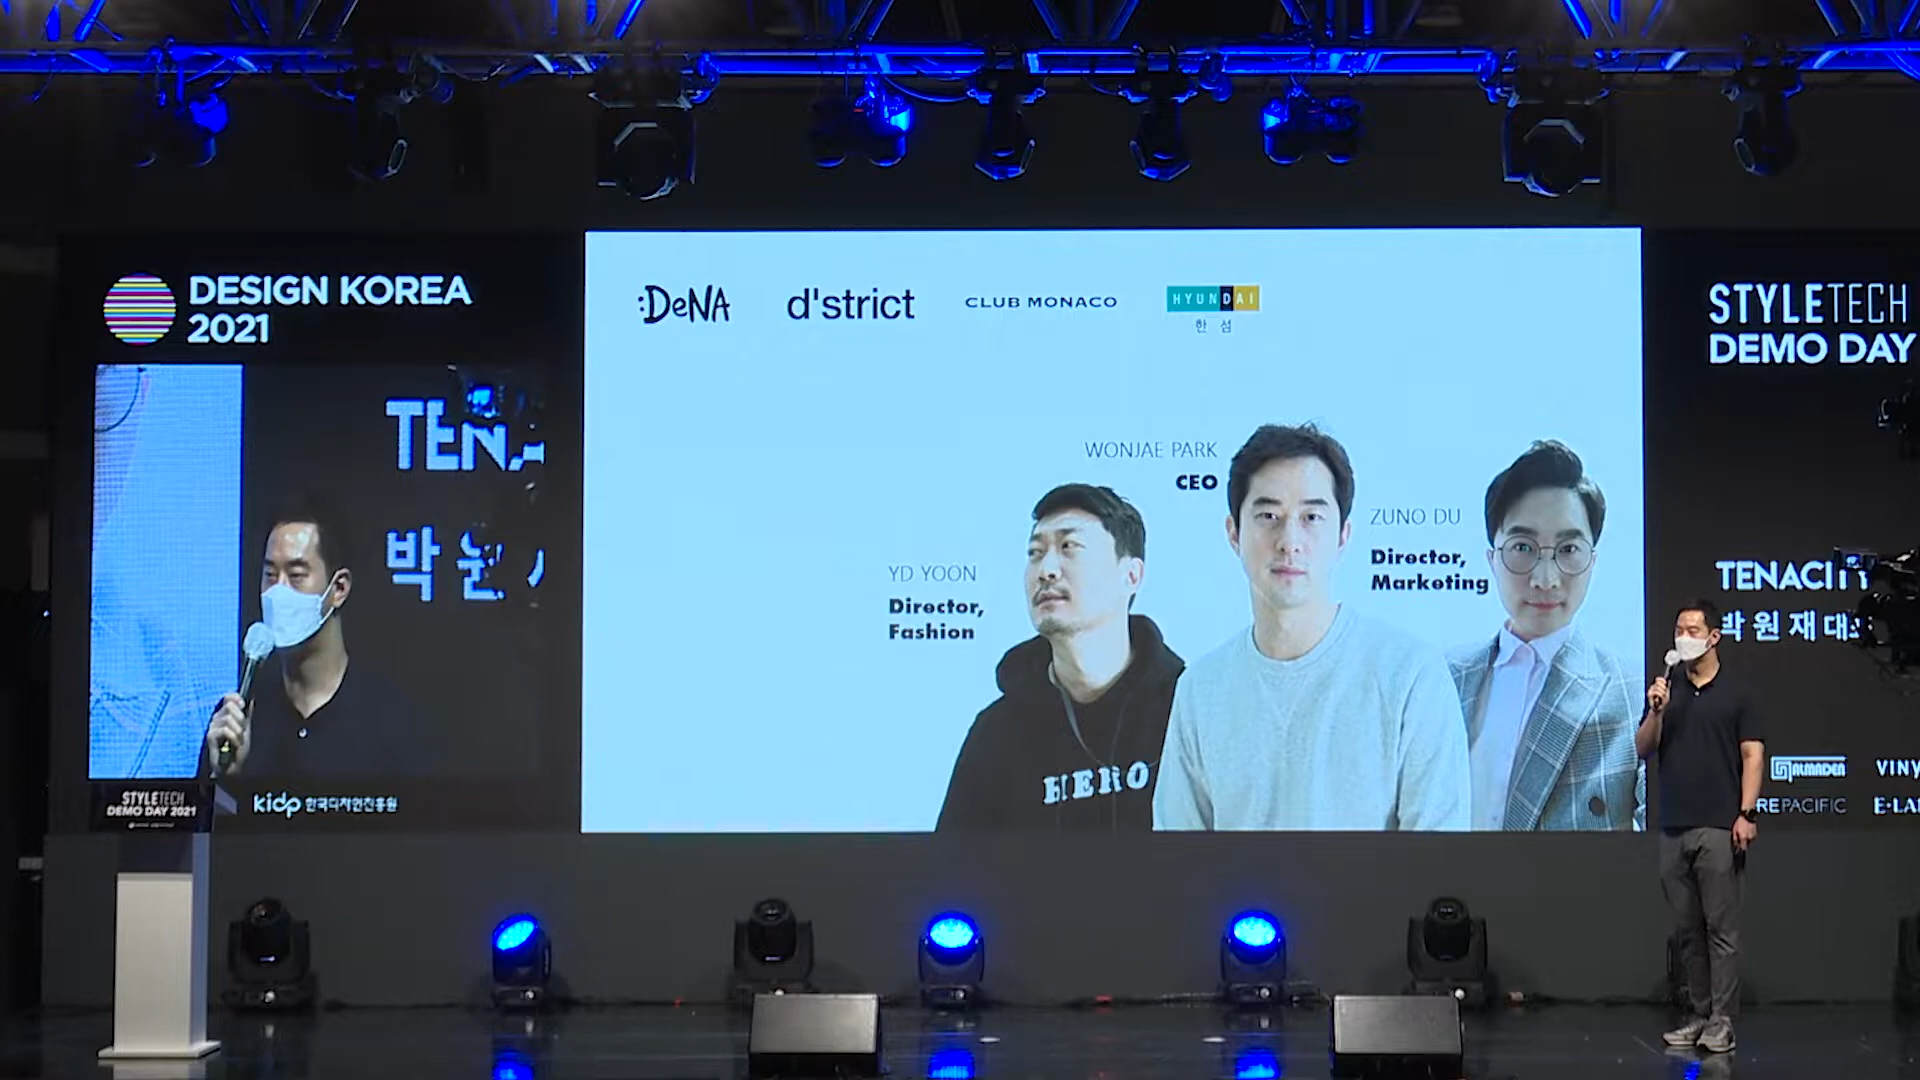 DESIGN KOREA
2021
TENA
박 원
STYLETECH
DEMO DAY 2021
kidp 한국디자인진흥원
:DeNA
d'strict
CLUB MONACO
HYUNDAI
한 섬
WONJAE PARK
CEO
ZUNO DU
Director,
Marketing
YD YOON
Director,
Fashion
HERO
STYLETECH
DEMO DAY
TENACITY
박 원 재 대
ALMADEN
VINY
REPACIFIC
E·LA